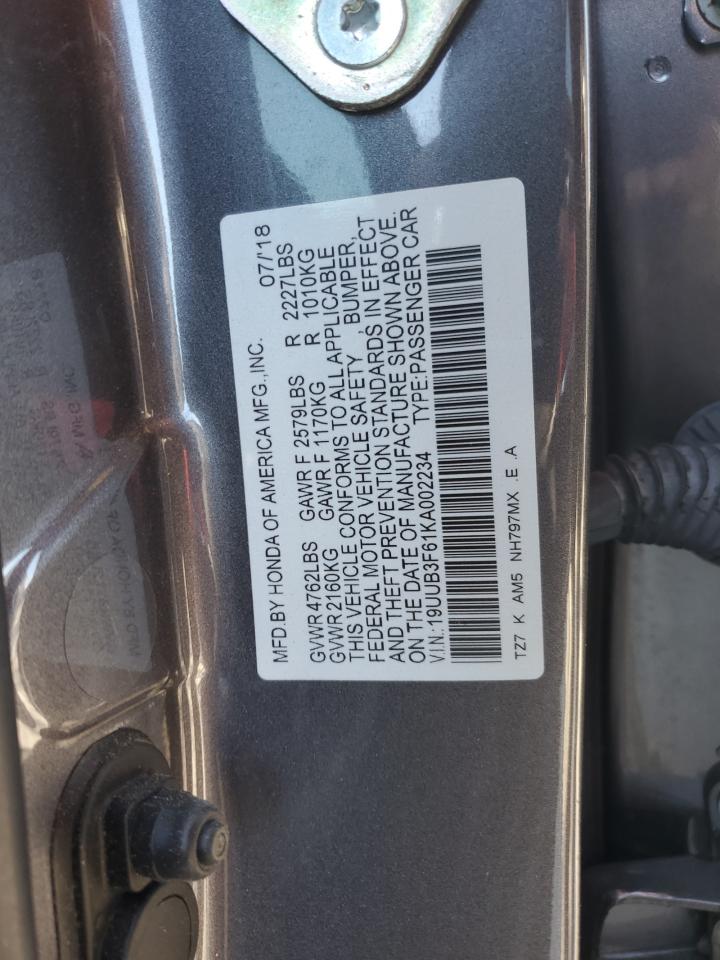 MFD.BY HONDA OF AMERICA MFG.,INC. 07/'18
GVWR 4762LBS GAWR F 2579LBS R 2227LBS
GVWR 2160KG GAWR F 1170KG R 1010KG
THIS VEHICLE CONFORMS TO ALL APPLICABLE
FEDERAL MOTOR VEHICLE SAFETY , BUMPER,
AND THEFT PREVENTION STANDARDS IN EFFECT
ON THE DATE OF MANUFACTURE SHOWN ABOVE.
V.I.N.:19UUB3F61KA002234 TYPE:PASSENGER CAR
TZ7 K AM5 NH797MX .E .A